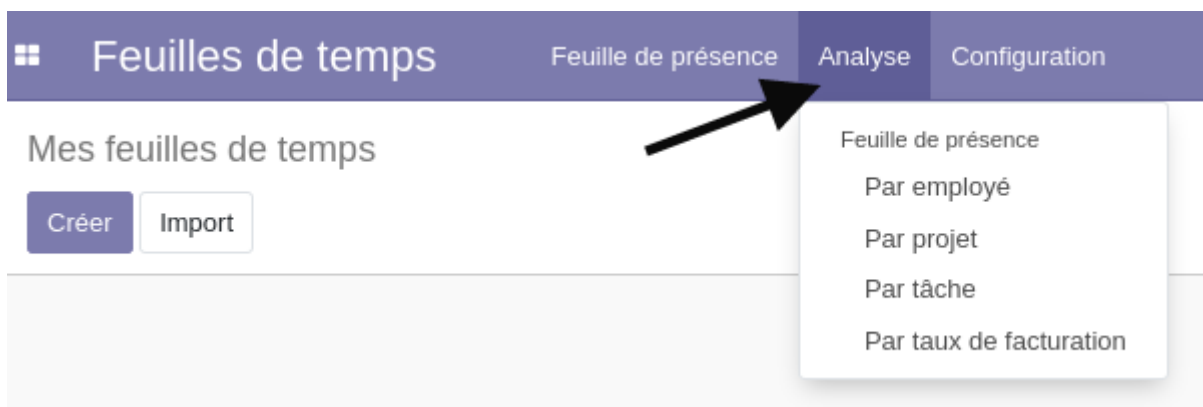 Feuilles de temps Feuille de présence Analyse Configuration
Mes feuilles de temps
Créer Import
Feuille de présence
Par employé
Par projet
Par tâche
Par taux de facturation